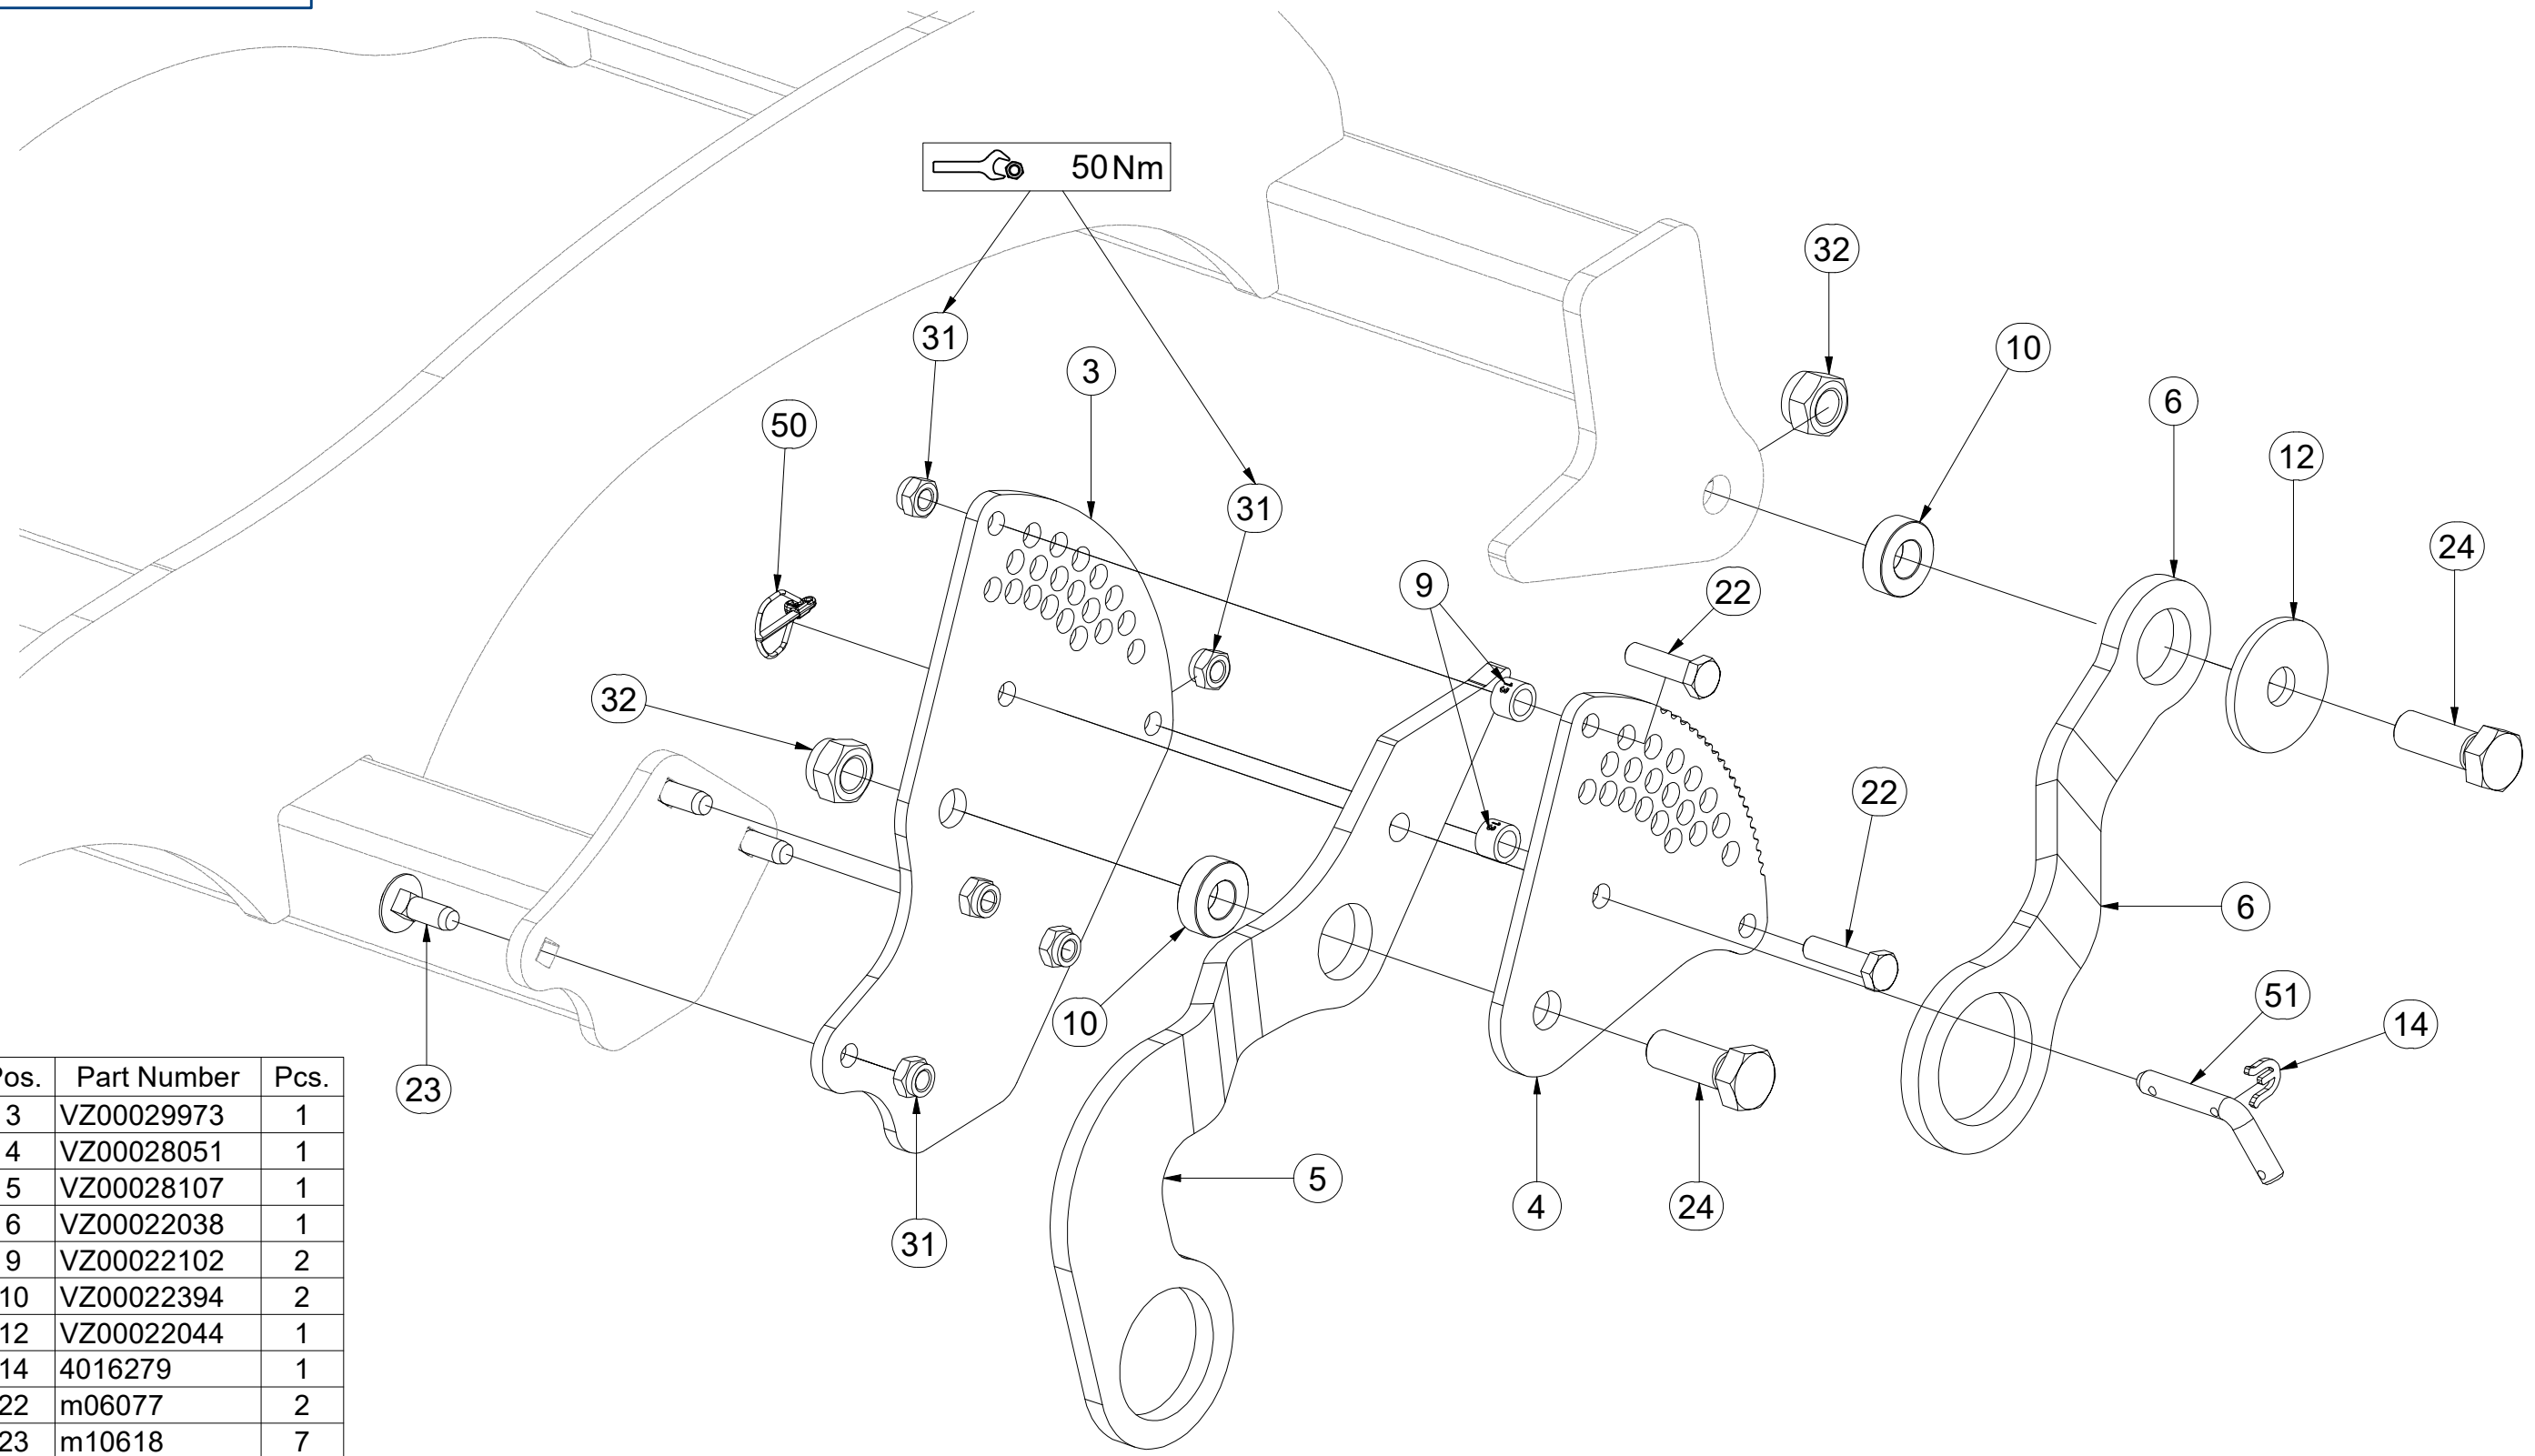 50 Nm
32
31
10
3
6
50
12
31
24
9
22
32
22
6
51
14
10
23
5
4
24
31
Pos. Part Number Pcs.
3 VZ00029973 1
4 VZ00028051 1
5 VZ00028107 1
6 VZ00022038 1
9 VZ00022102 2
10 VZ00022394 2
12 VZ00022044 1
14 4016279 1
22 m06077 2
23 m10618 7